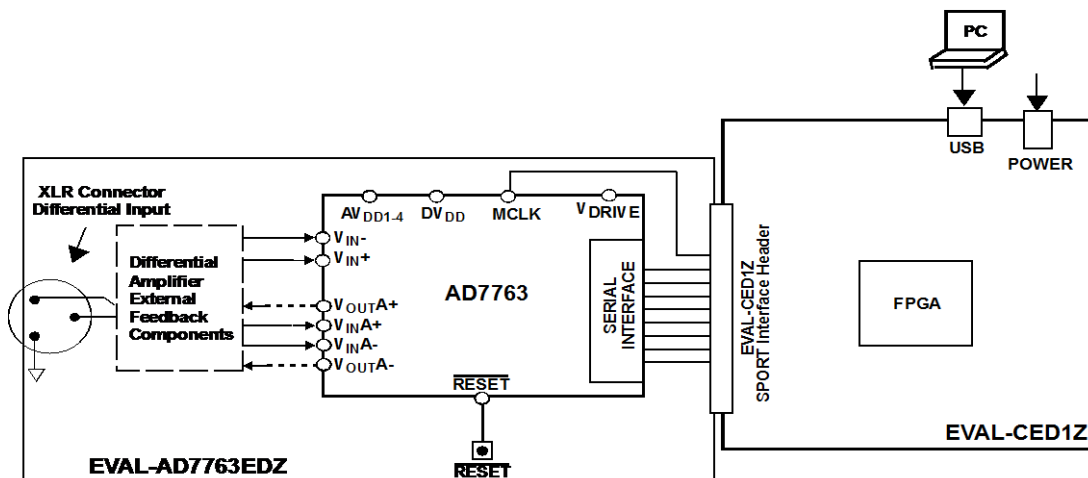 PC
USB
POWER
XLR Connector
Differential Input
AVDD1-4
DVDD
MCLK
VDRIVE
VIN-
VIN+
Differential
Amplifier
External
Feedback
Components
VOUTA+
VINA+
VINA-
VOUTA-
AD7763
SERIAL
INTERFACE
EVAL-CED1Z
SPORT Interface Header
FPGA
RESET
RESET
EVAL-AD7763EDZ
EVAL-CED1Z